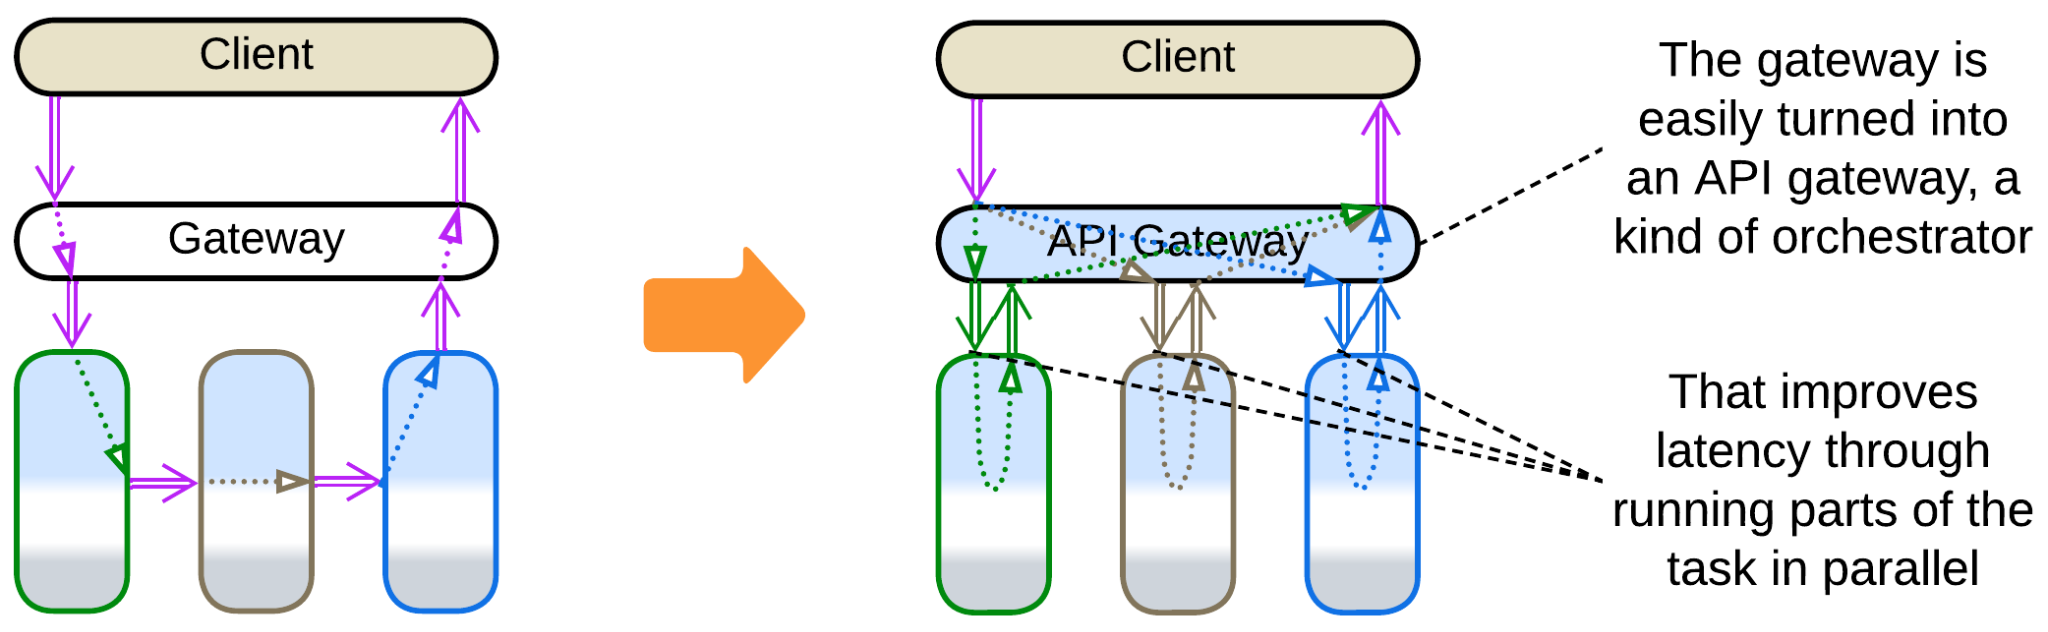 Client
Gateway
Client
API Gateway
The gateway is
easily turned into
an API gateway, a
kind of orchestrator
That improves
latency through
running parts of the
task in parallel